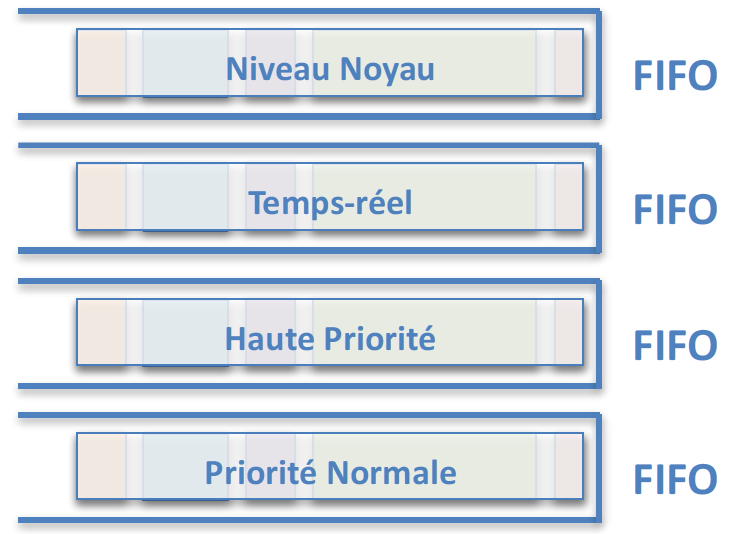 Niveau Noyau
FIFO
Temps-réel
FIFO
Haute Priorité
FIFO
Priorité Normale
FIFO